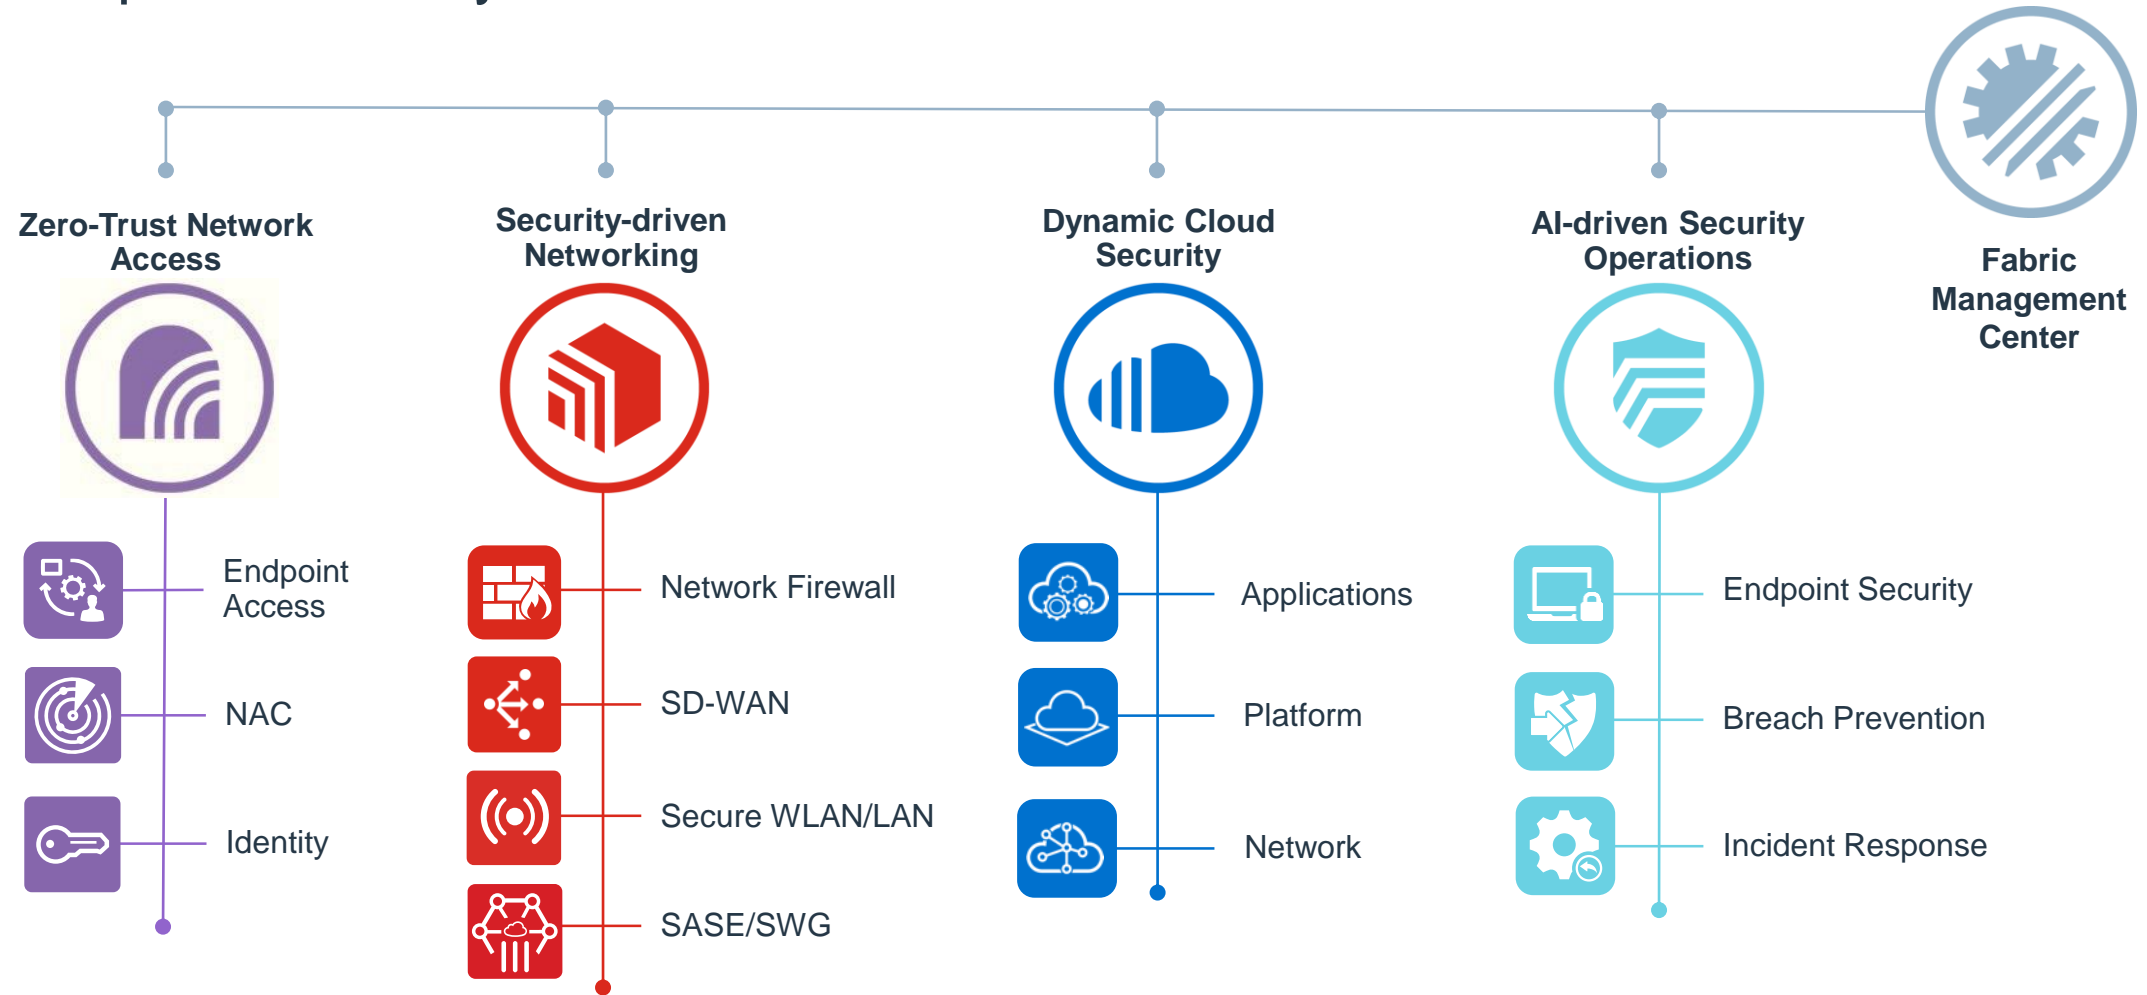 Zero-Trust Network
Access
Security-driven
Networking
Dynamic Cloud
Security
AI-driven Security
Operations
Fabric
Management
Center
Endpoint
Access
NAC
Identity
Network Firewall
SD-WAN
Secure WLAN/LAN
SASE/SWG
Applications
Platform
Network
Endpoint Security
Breach Prevention
Incident Response